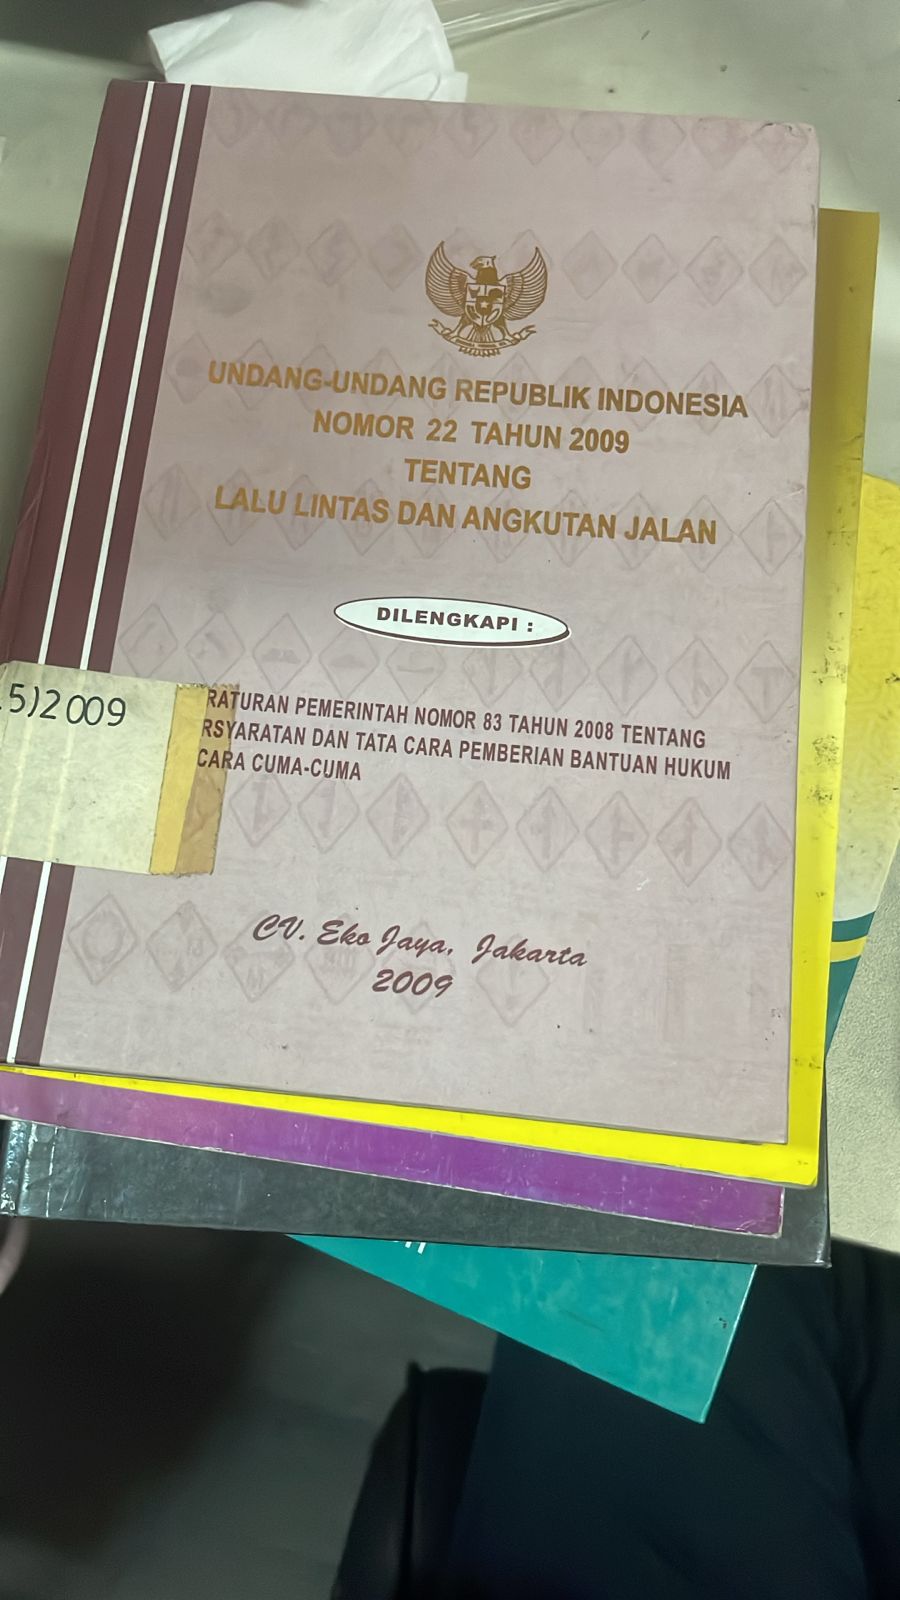 UNDANG-UNDANG REPUBLIK INDONESIA
NOMOR 22 TAHUN 2009
TENTANG
LALU LINTAS DAN ANGKUTAN JALAN
DILENGKAPI :
5)2009
RATURAN PEMERINTAH NOMOR 83 TAHUN 2008 TENTANG
RSYARATAN DAN TATA CARA PEMBERIAN BANTUAN HUKUM
CARA CUMA-CUMA
CV. Eko Jaya, Jakarta
2009